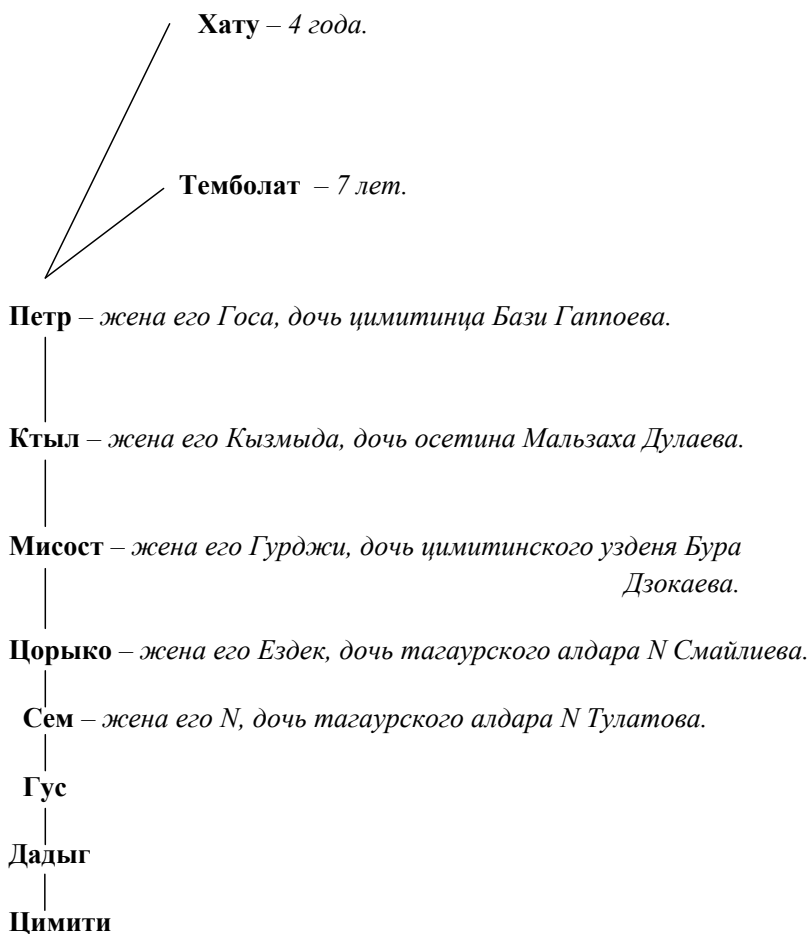 Хату – 4 года.
Темболат – 7 лет.
Петр – жена его Госа, дочь цимитинца Бази Гаппоева.
Ктыл – жена его Кызмыда, дочь осетина Мальзаха Дулаева.
Мисост – жена его Гурджи, дочь цимитинского узденя Бура
Дзокаева.
Цорыко – жена его Ездек, дочь тагаурского алдара N Смайлиева.
Сем – жена его N, дочь тагаурского алдара N Тулатова.
Гус
Дадыг
Цимити